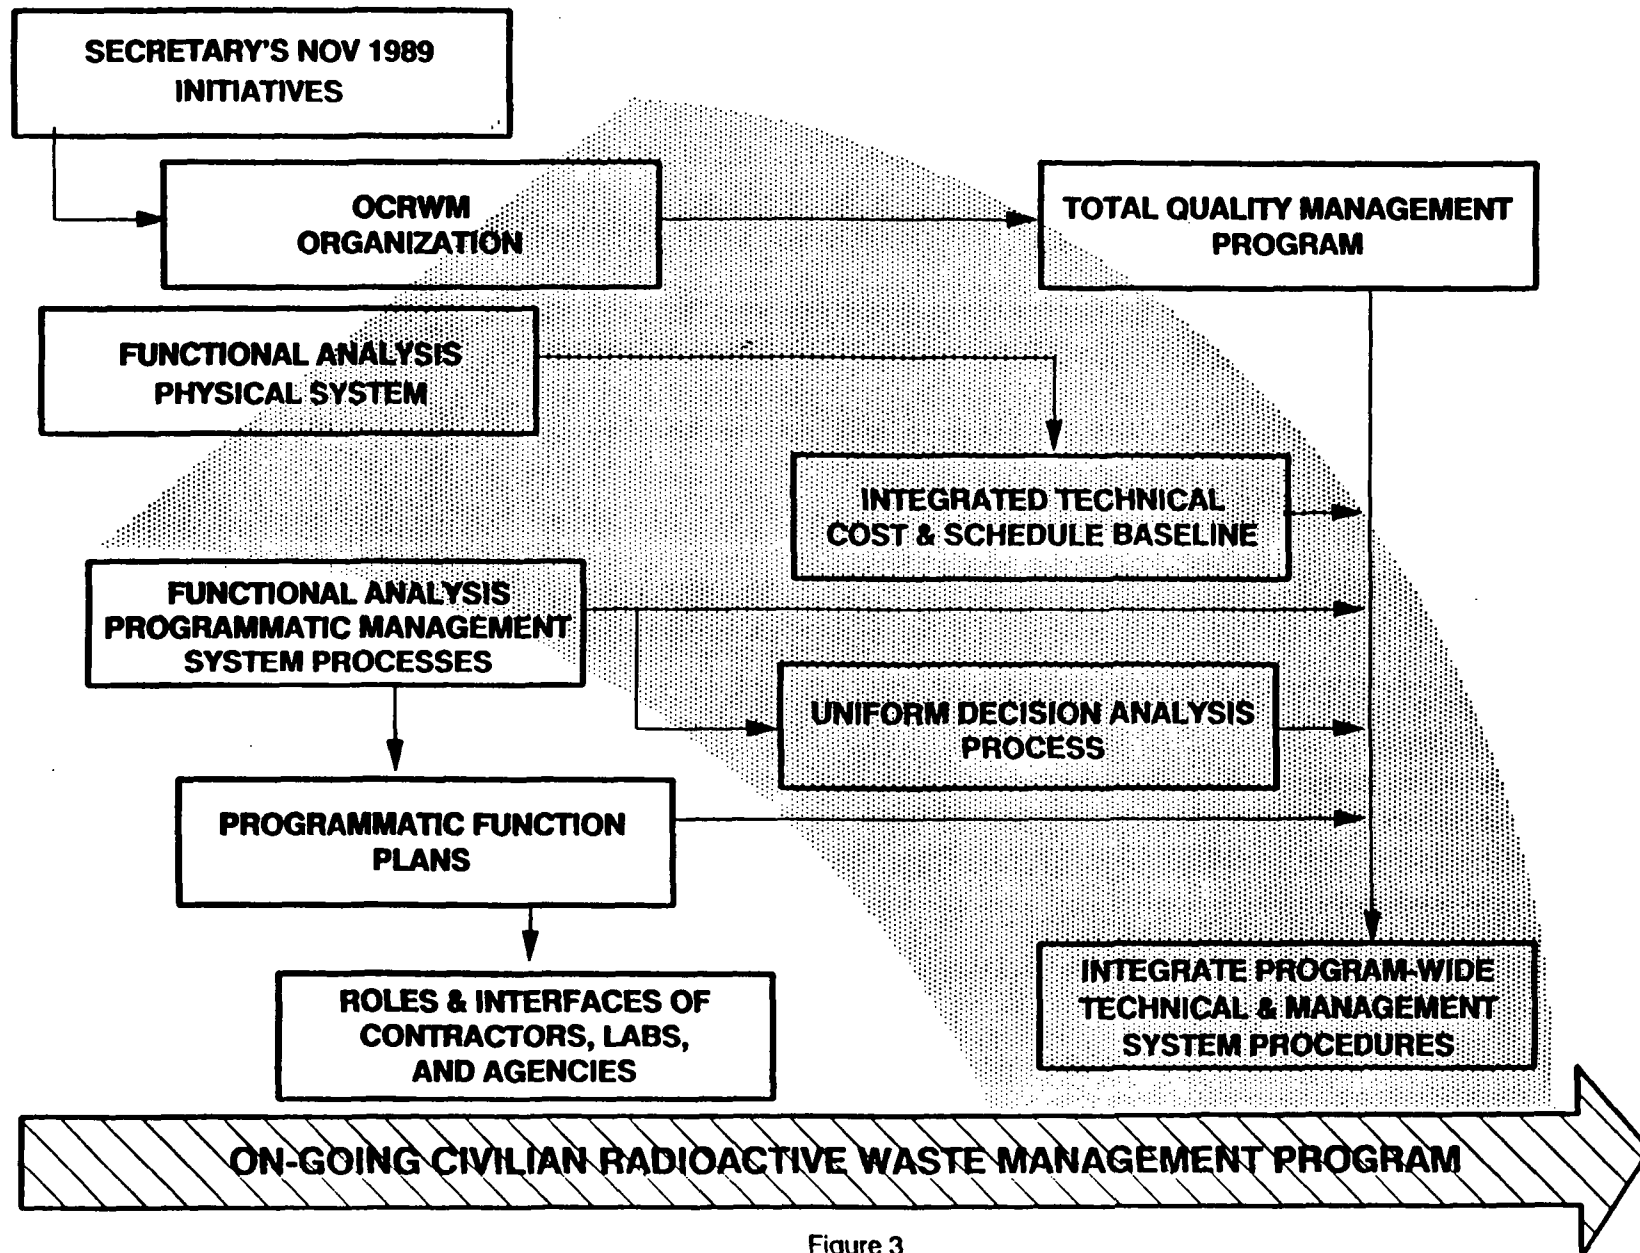 SECRETARY'S NOV 1989
INITIATIVES
OCRWM
ORGANIZATION
TOTAL QUALITY MANAGEMENT
PROGRAM
FUNCTIONAL ANALYSIS
PHYSICAL SYSTEM
INTEGRATED TECHNICAL
COST & SCHEDULE BASELINE
FUNCTIONAL ANALYSIS
PROGRAMMATIC MANAGEMENT
SYSTEM PROCESSES
UNIFORM DECISION ANALYSIS
PROCESS
PROGRAMMATIC FUNCTION
PLANS
INTEGRATE PROGRAM-WIDE
TECHNICAL & MANAGEMENT
SYSTEM PROCEDURES
ROLES & INTERFACES OF
CONTRACTORS, LABS,
AND AGENCIES
ON-GOING CIVILIAN RADIOACTIVE WASTE MANAGEMENT PROGRAM
Figure 3